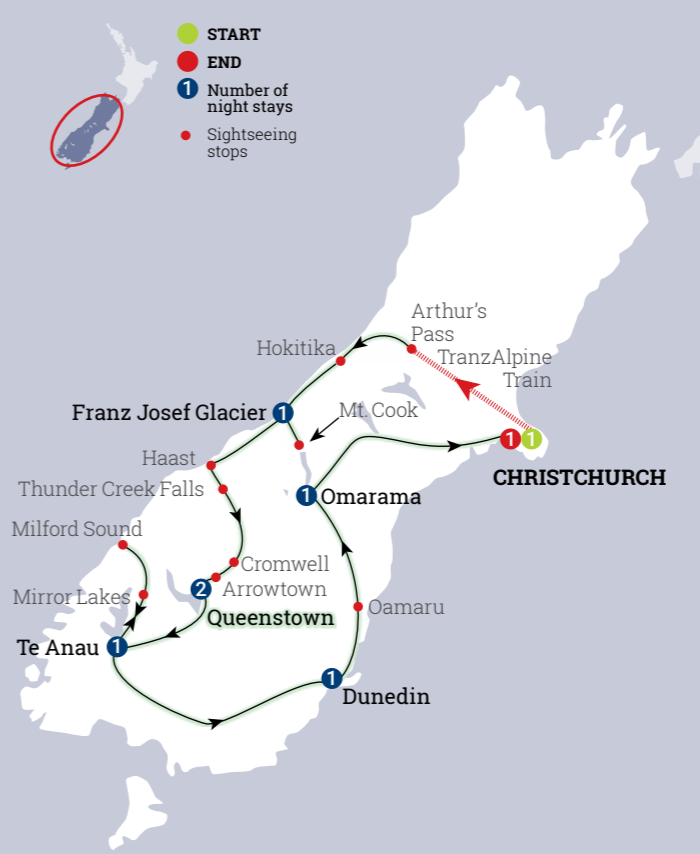 START
END
1 Number of
night stays
Sightseeing
stops
Arthur's
Pass
Hokitika
TranzAlpine
Train
Franz Josef Glacier 1
Mt. Cook
1 1
Haast
CHRISTCHURCH
Thunder Creek Falls
1 Omarama
Milford Sound
Cromwell
2 Arrowtown
Mirror Lakes
Oamaru
Queenstown
Te Anau 1
1
Dunedin